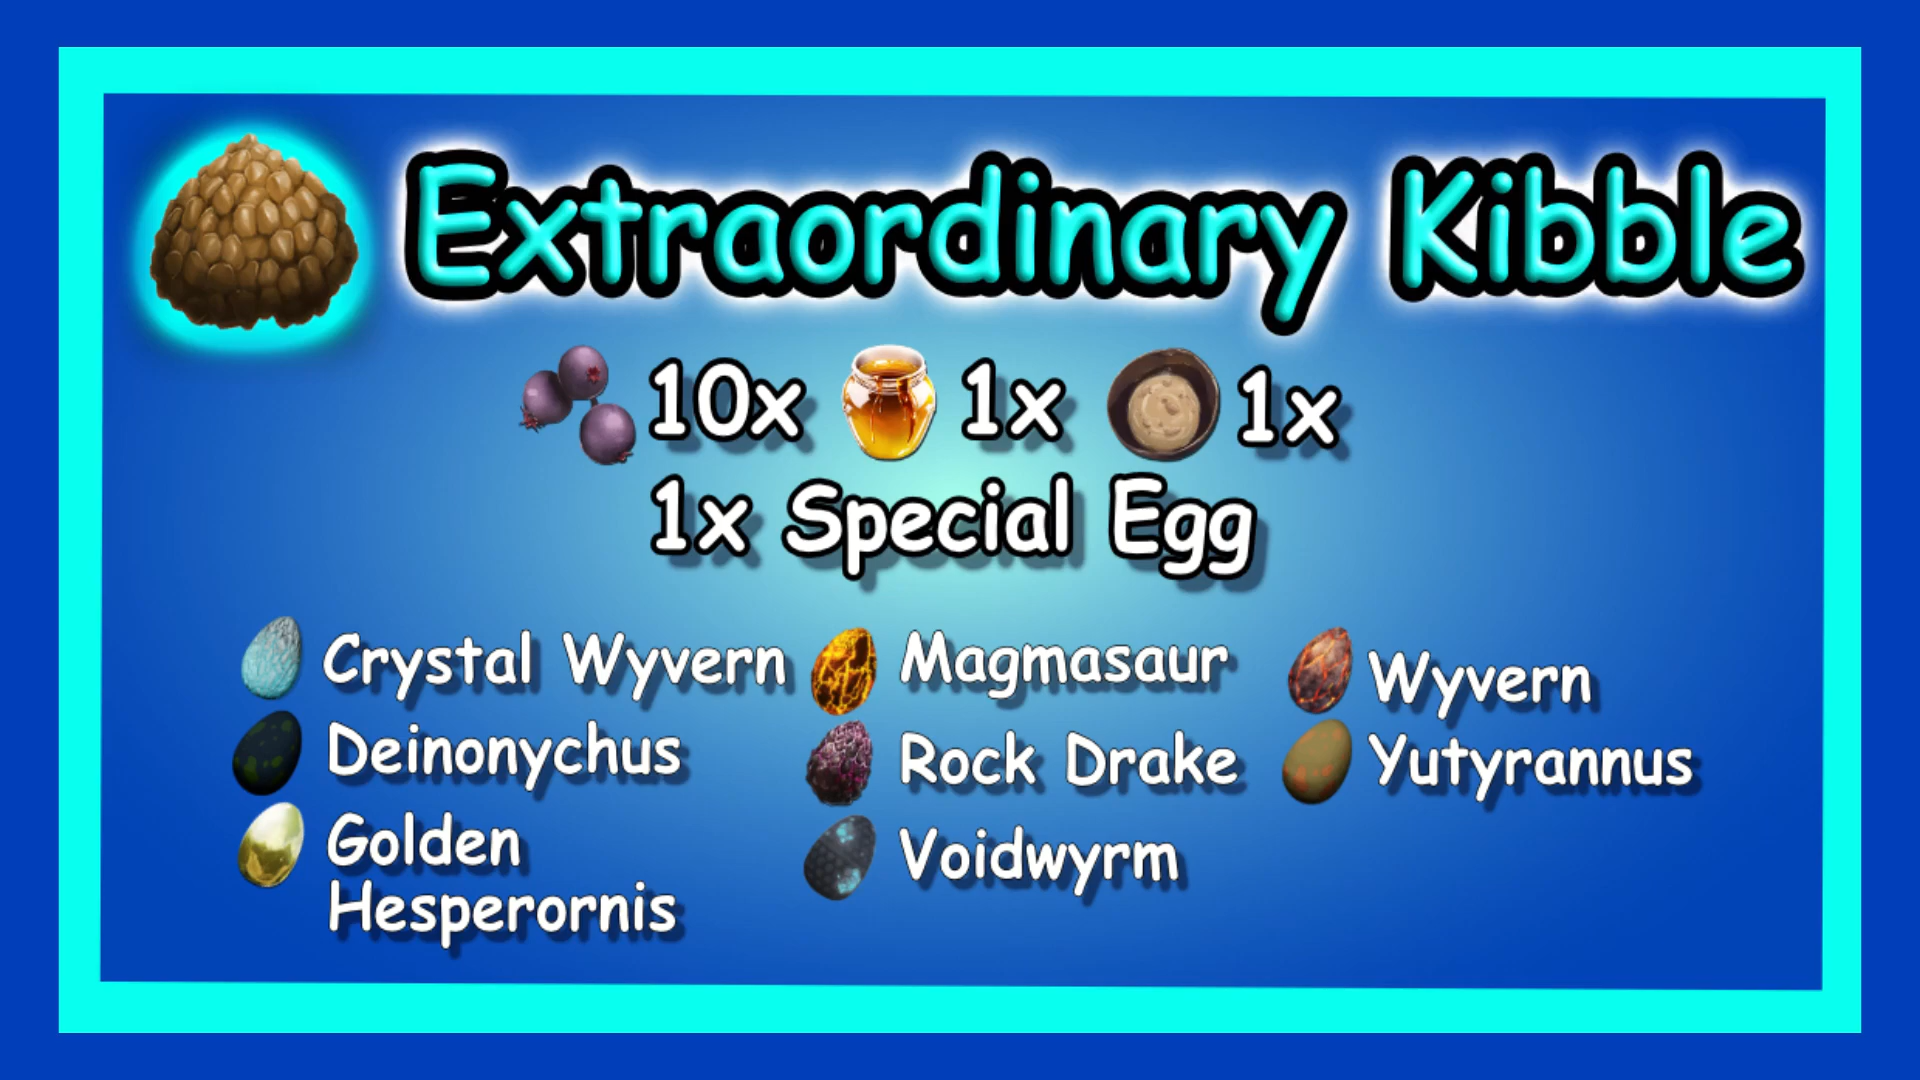 Extraordinary Kibble
10x 1x 1x
1x Special Egg
Crystal Wyvern Magmasaur Wyvern
Deinonychus Rock Drake Yutyrannus
Golden Voidwyrm
Hesperornis